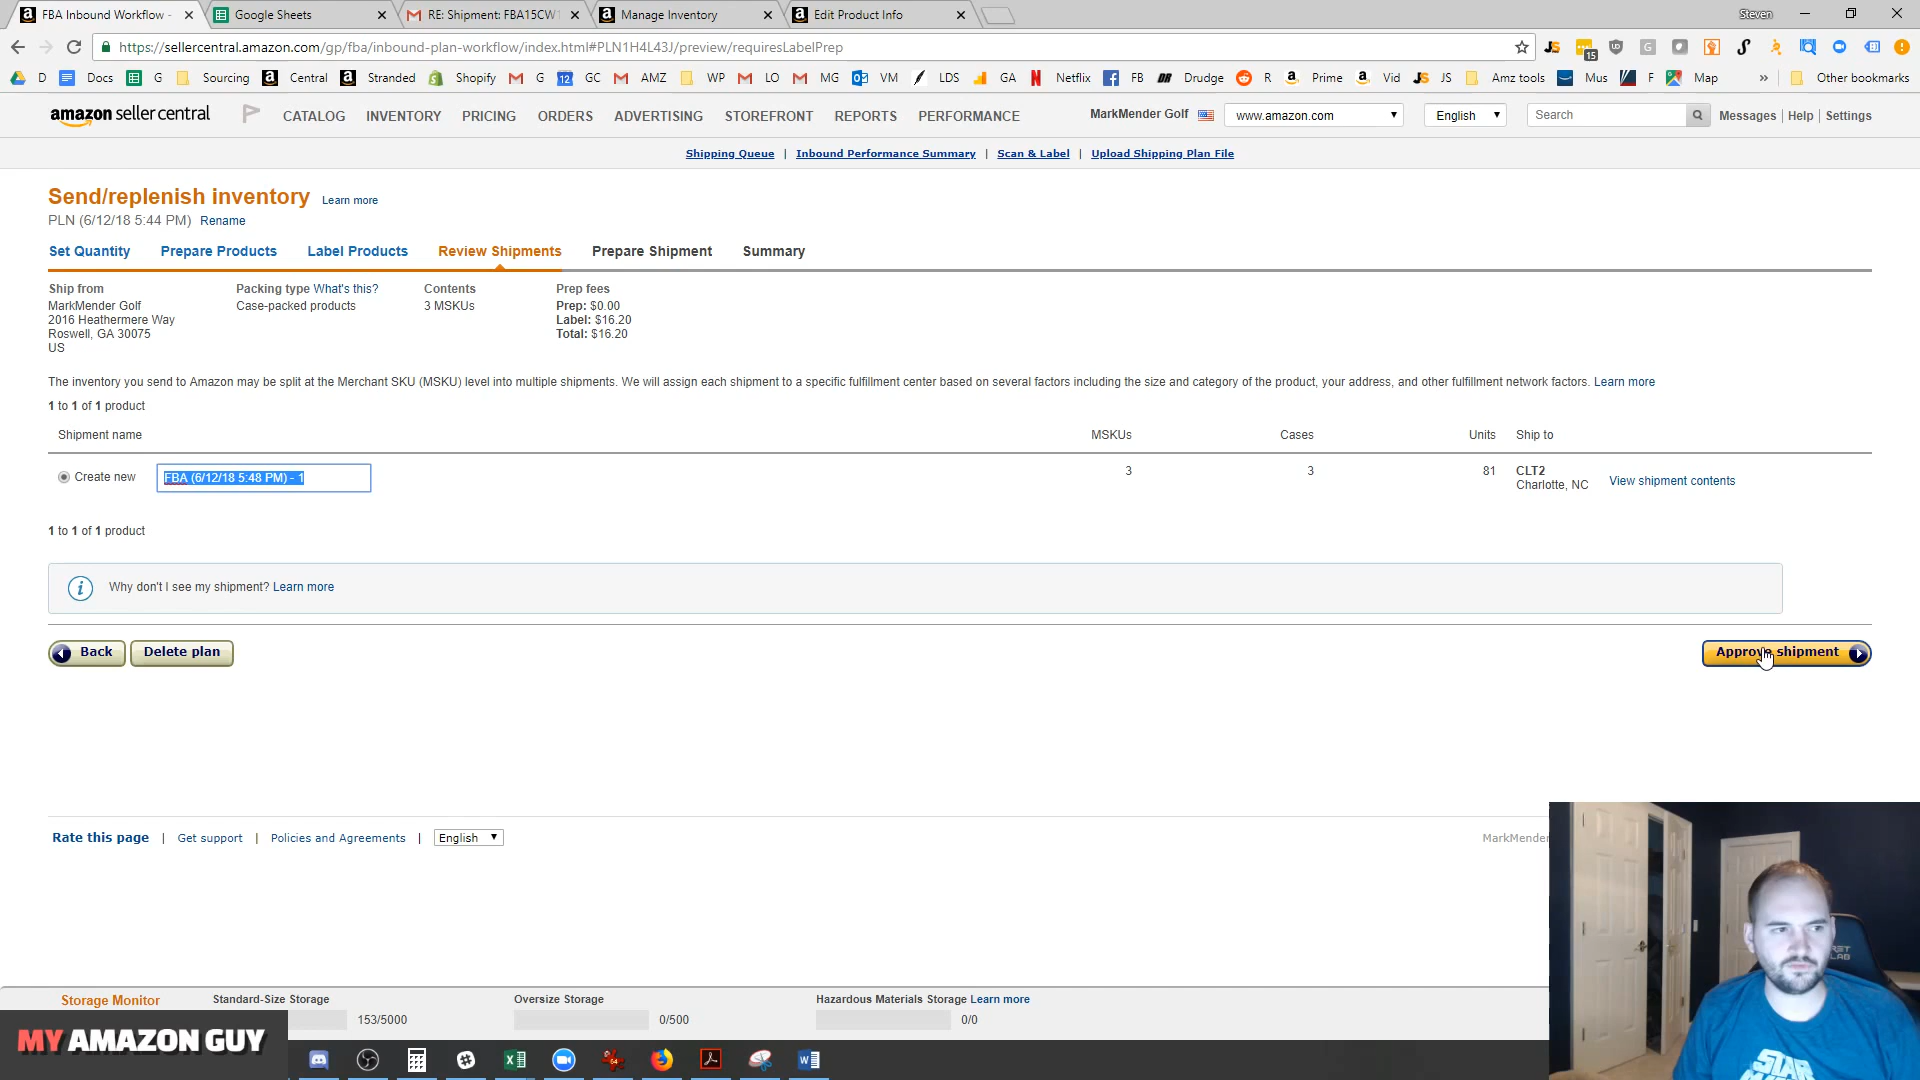 FBA Inbound Workflow -
Google Sheets
RE: Shipment: FBA15CW
Manage Inventory
Edit Product Info
Steven
https://sellercentral.amazon.com/gp/fba/inbound-plan-workflow/index.html#PLN1H4L43J/preview/requiresLabelPrep
15
D Docs G Sourcing Central Stranded Shopify G 12 GC AMZ WP LO MG VM LDS GA Netflix FB DR Drudge R Prime Vid JS JS Amz tools Mus F Map » Other bookmarks
amazon seller central
CATALOG INVENTORY PRICING ORDERS ADVERTISING STOREFRONT REPORTS PERFORMANCE
MarkMender Golf www.amazon.com English Search Messages | Help | Settings
Shipping Queue | Inbound Performance Summary | Scan & Label | Upload Shipping Plan File
Send/replenish inventory Learn more
PLN (6/12/18 5:44 PM) Rename
Set Quantity Prepare Products Label Products Review Shipments Prepare Shipment Summary
Ship from Packing type What's this? Contents Prep fees
MarkMender Golf Case-packed products 3 MSKUs Prep: $0.00
2016 Heathermere Way Label: $16.20
Roswell, GA 30075 Total: $16.20
US
The inventory you send to Amazon may be split at the Merchant SKU (MSKU) level into multiple shipments. We will assign each shipment to a specific fulfillment center based on several factors including the size and category of the product, your address, and other fulfillment network factors. Learn more
1 to 1 of 1 product
Shipment name MSKUs Cases Units Ship to
Create new FBA (6/12/18 5:48 PM) - 1 3 3 81 CLT2
Charlotte, NC View shipment contents
1 to 1 of 1 product
i Why don't I see my shipment? Learn more
Back Delete plan Approve shipment
Rate this page | Get support | Policies and Agreements | English MarkMender
Storage Monitor Standard-Size Storage Oversize Storage Hazardous Materials Storage Learn more
153/5000 0/500 0/0
MY AMAZON GUY
STAR